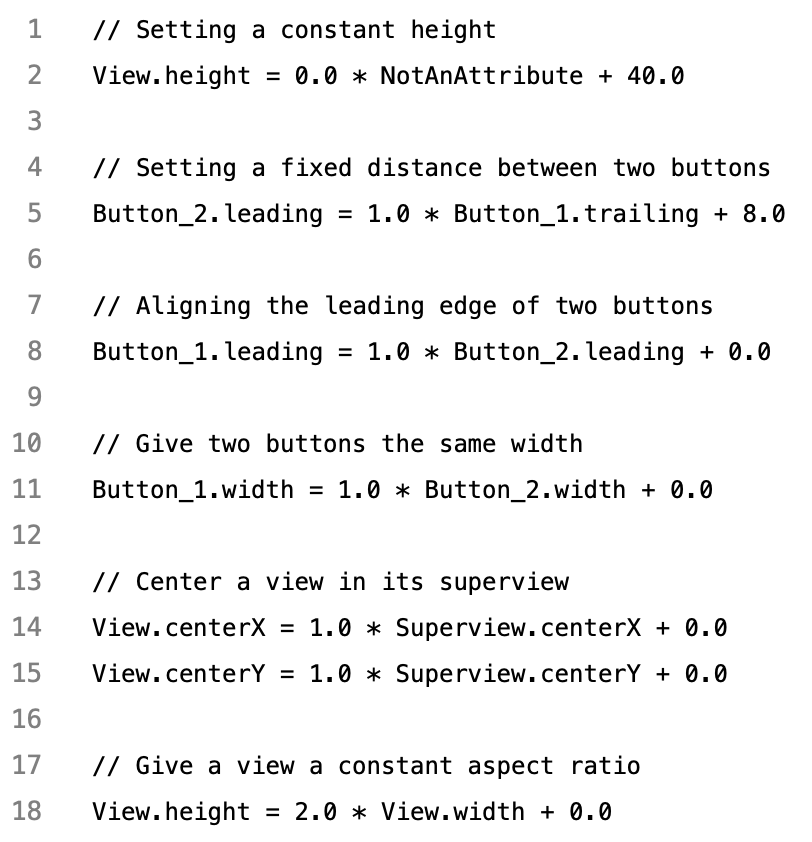 1 // Setting a constant height
2 View.height = 0.0 * NotAnAttribute + 40.0
3
4 // Setting a fixed distance between two buttons
5 Button_2.leading = 1.0 * Button_1.trailing + 8.0
6
7 // Aligning the leading edge of two buttons
8 Button_1.leading = 1.0 * Button_2.leading + 0.0
9
10 // Give two buttons the same width
11 Button_1.width = 1.0 * Button_2.width + 0.0
12
13 // Center a view in its superview
14 View.centerX = 1.0 * Superview.centerX + 0.0
15 View.centerY = 1.0 * Superview.centerY + 0.0
16
17 // Give a view a constant aspect ratio
18 View.height = 2.0 * View.width + 0.0